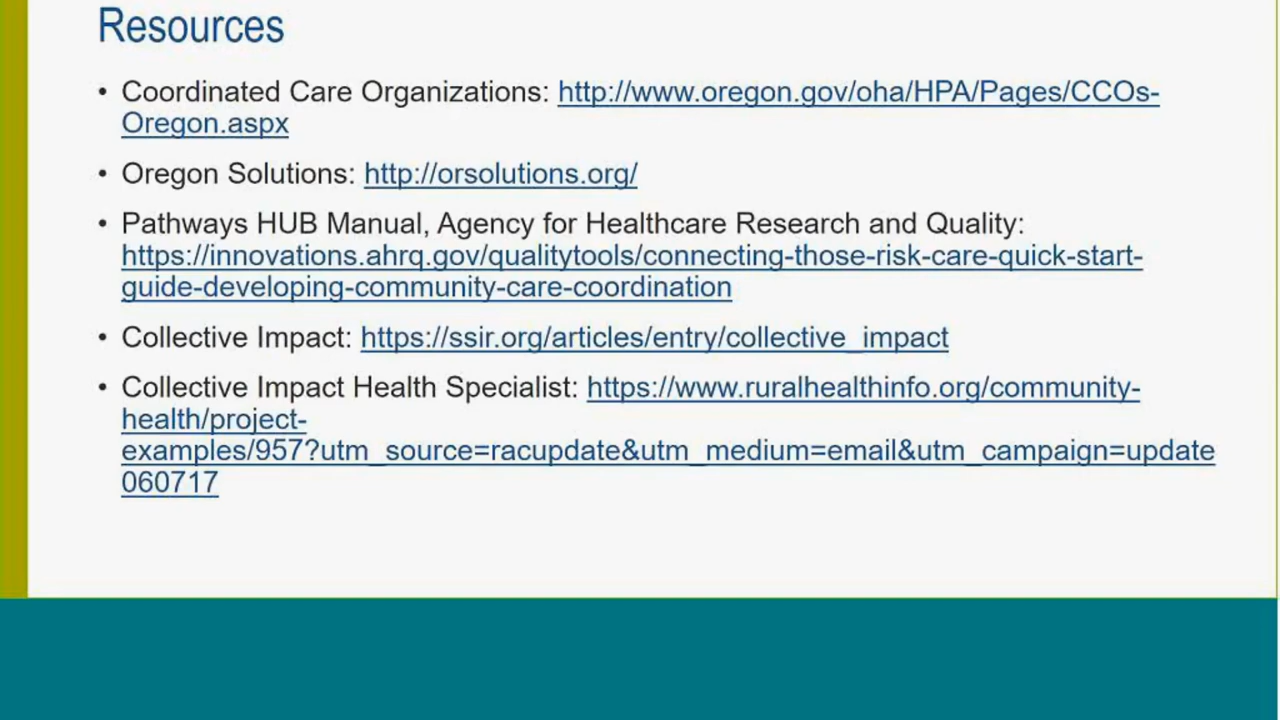 Resources
• Coordinated Care Organizations: http://www.oregon.gov/oha/HPA/Pages/CCOs-
Oregon.aspx
• Oregon Solutions: http://orsolutions.org/
• Pathways HUB Manual, Agency for Healthcare Research and Quality:
https://innovations.ahrq.gov/qualitytools/connecting-those-risk-care-quick-start-
guide-developing-community-care-coordination
• Collective Impact: https://ssir.org/articles/entry/collective_impact
• Collective Impact Health Specialist: https://www.ruralhealthinfo.org/community-
health/project-
examples/957?utm_source=racupdate&utm_medium=email&utm_campaign=update
060717